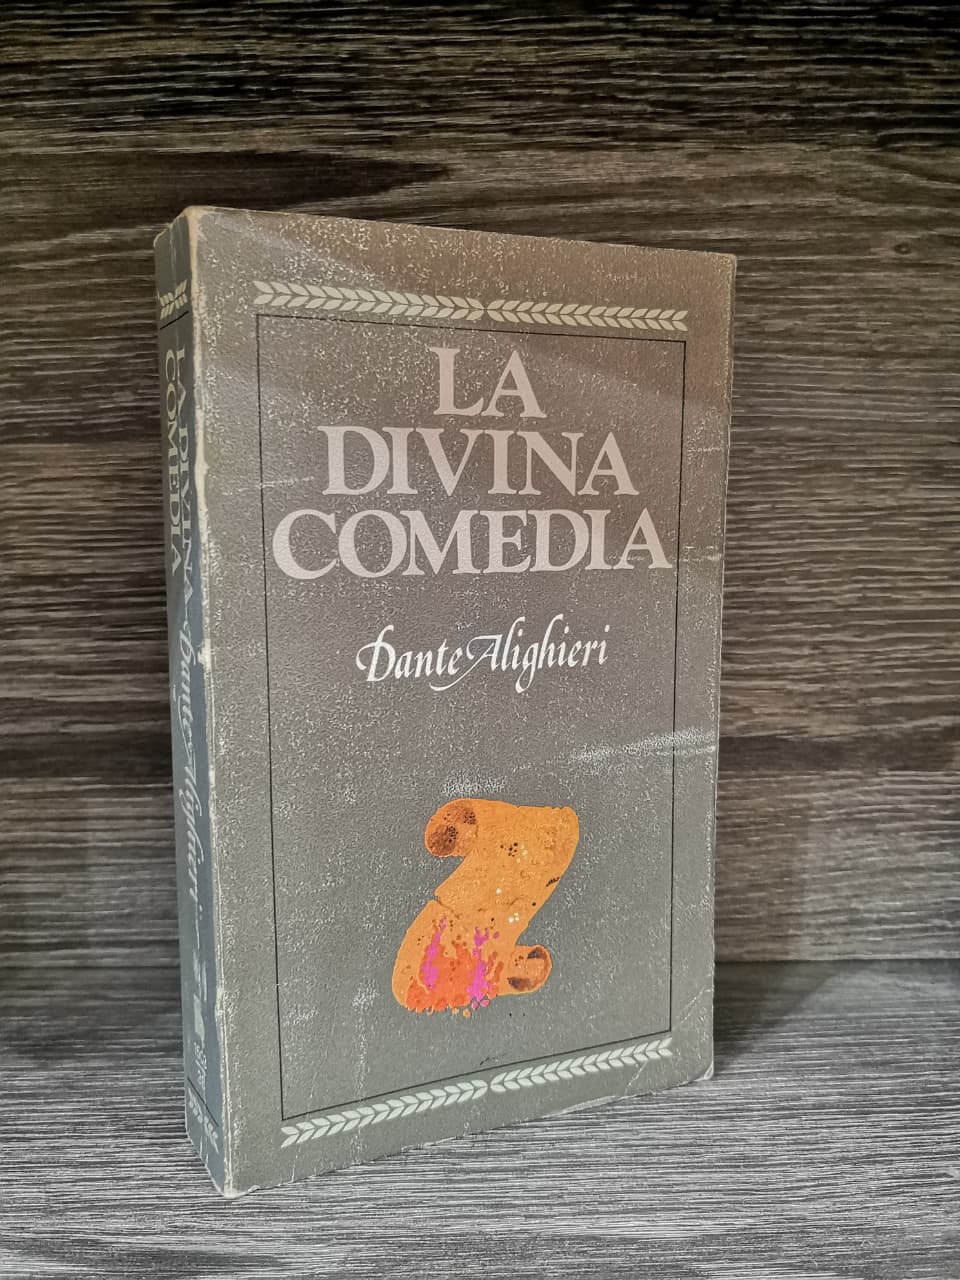 LA
DIVINA
COMEDIA
Dante Alighieri
LA DIVINA
COMEDIA
Dante Alighieri